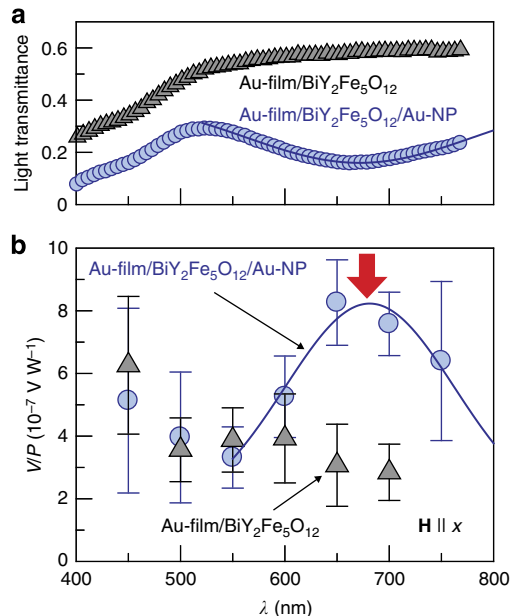 a
Light transmittance
0.6
0.4
0.2
0
Au-film/BiY₂Fe₅O₁₂
Au-film/BiY₂Fe₅O₁₂/Au-NP
b
V/P (10⁻⁷ V W⁻¹)
10
8
6
4
2
0
Au-film/BiY₂Fe₅O₁₂/Au-NP
Au-film/BiY₂Fe₅O₁₂
H || x
400 500 600 700 800
λ (nm)